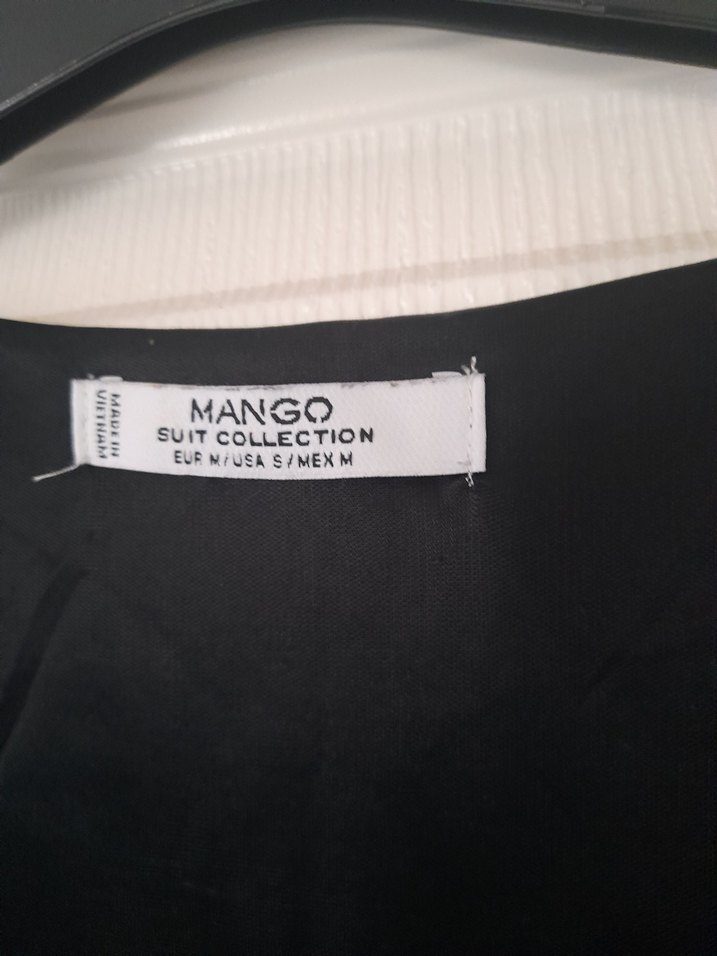 MADE IN
VIETNAM
MANGO
SUIT COLLECTION
EUR M/USA S/MEX M